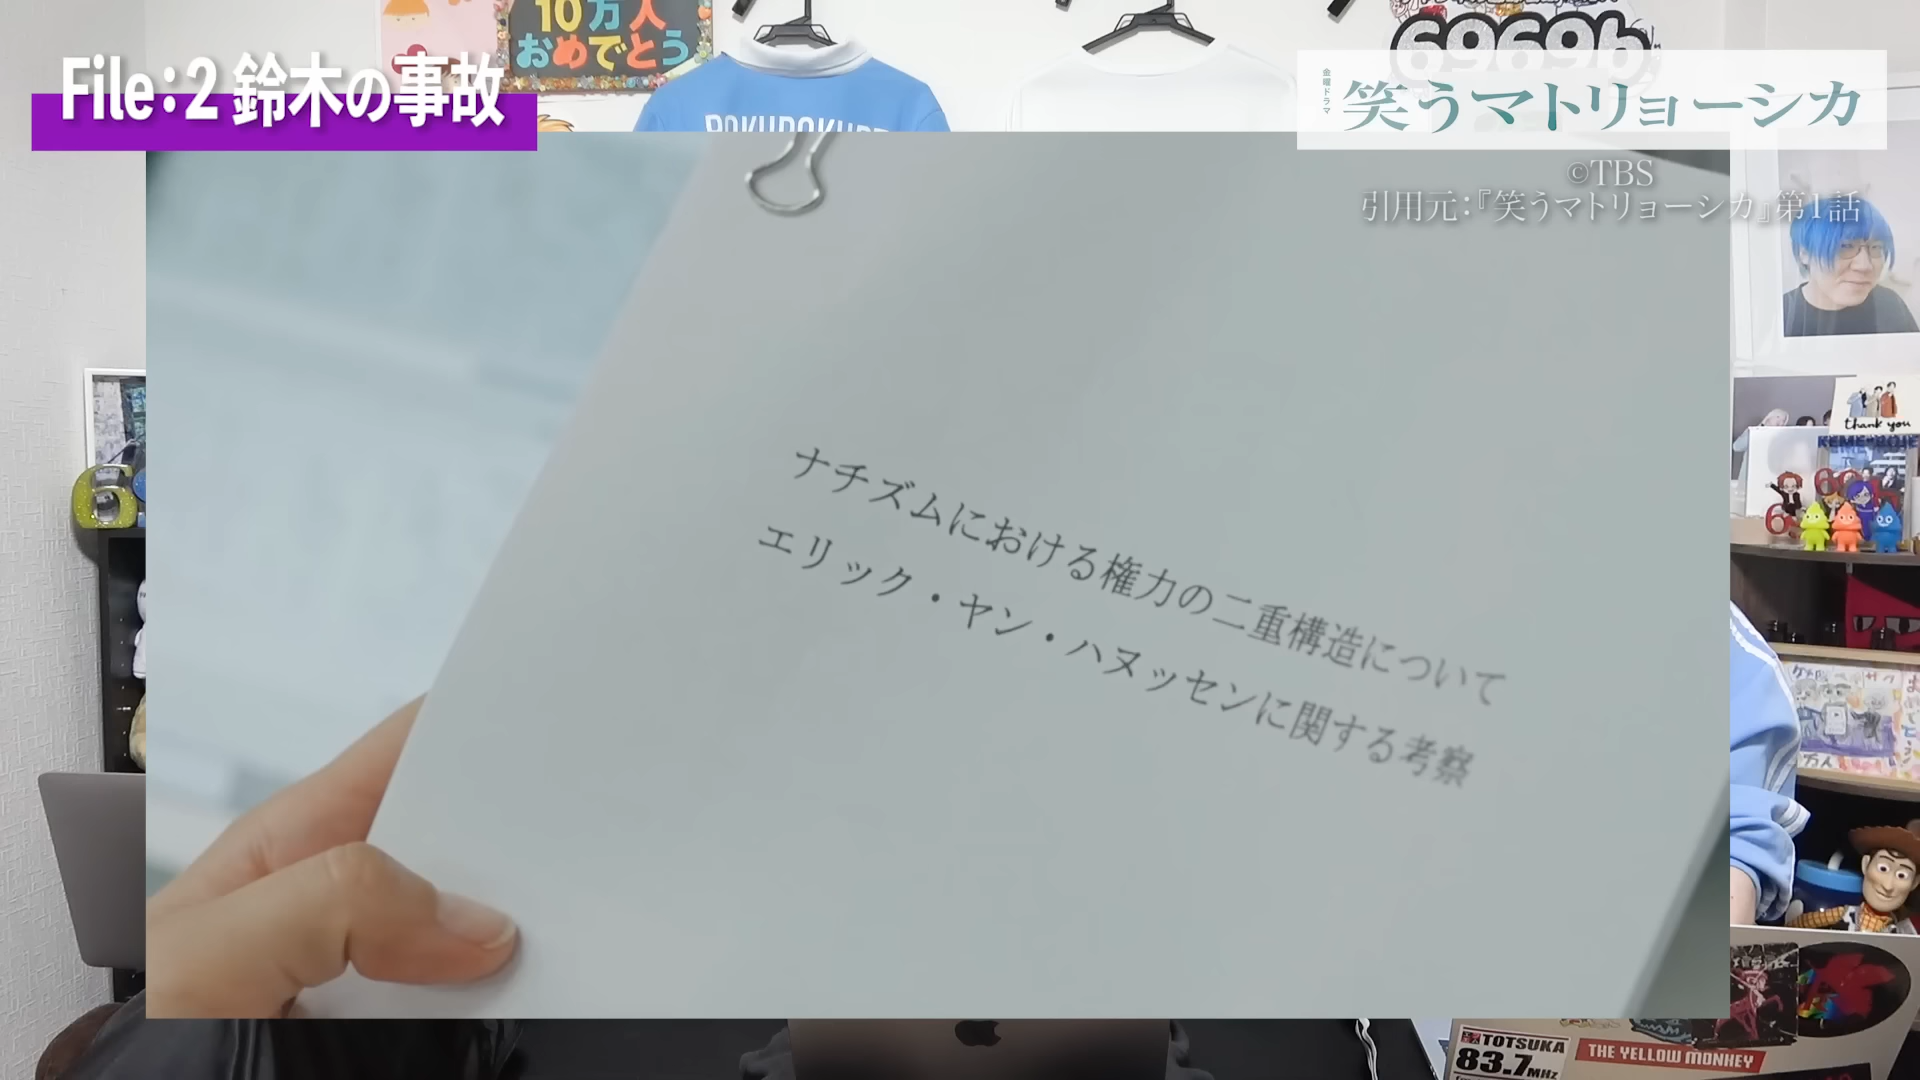 10万人
おめでとう
69696
File:2 鈴木の事故
金曜ドラマ
笑うマトリョーシカ
©TBS
引用元:『笑うマトリョーシカ』第1話
ナチズムにおける権力の二重構造について
エリック・ヤン・ハヌッセンに関する考察
thank you
TOTSUKA
83.7MHz
THE YELLOW MONKEY